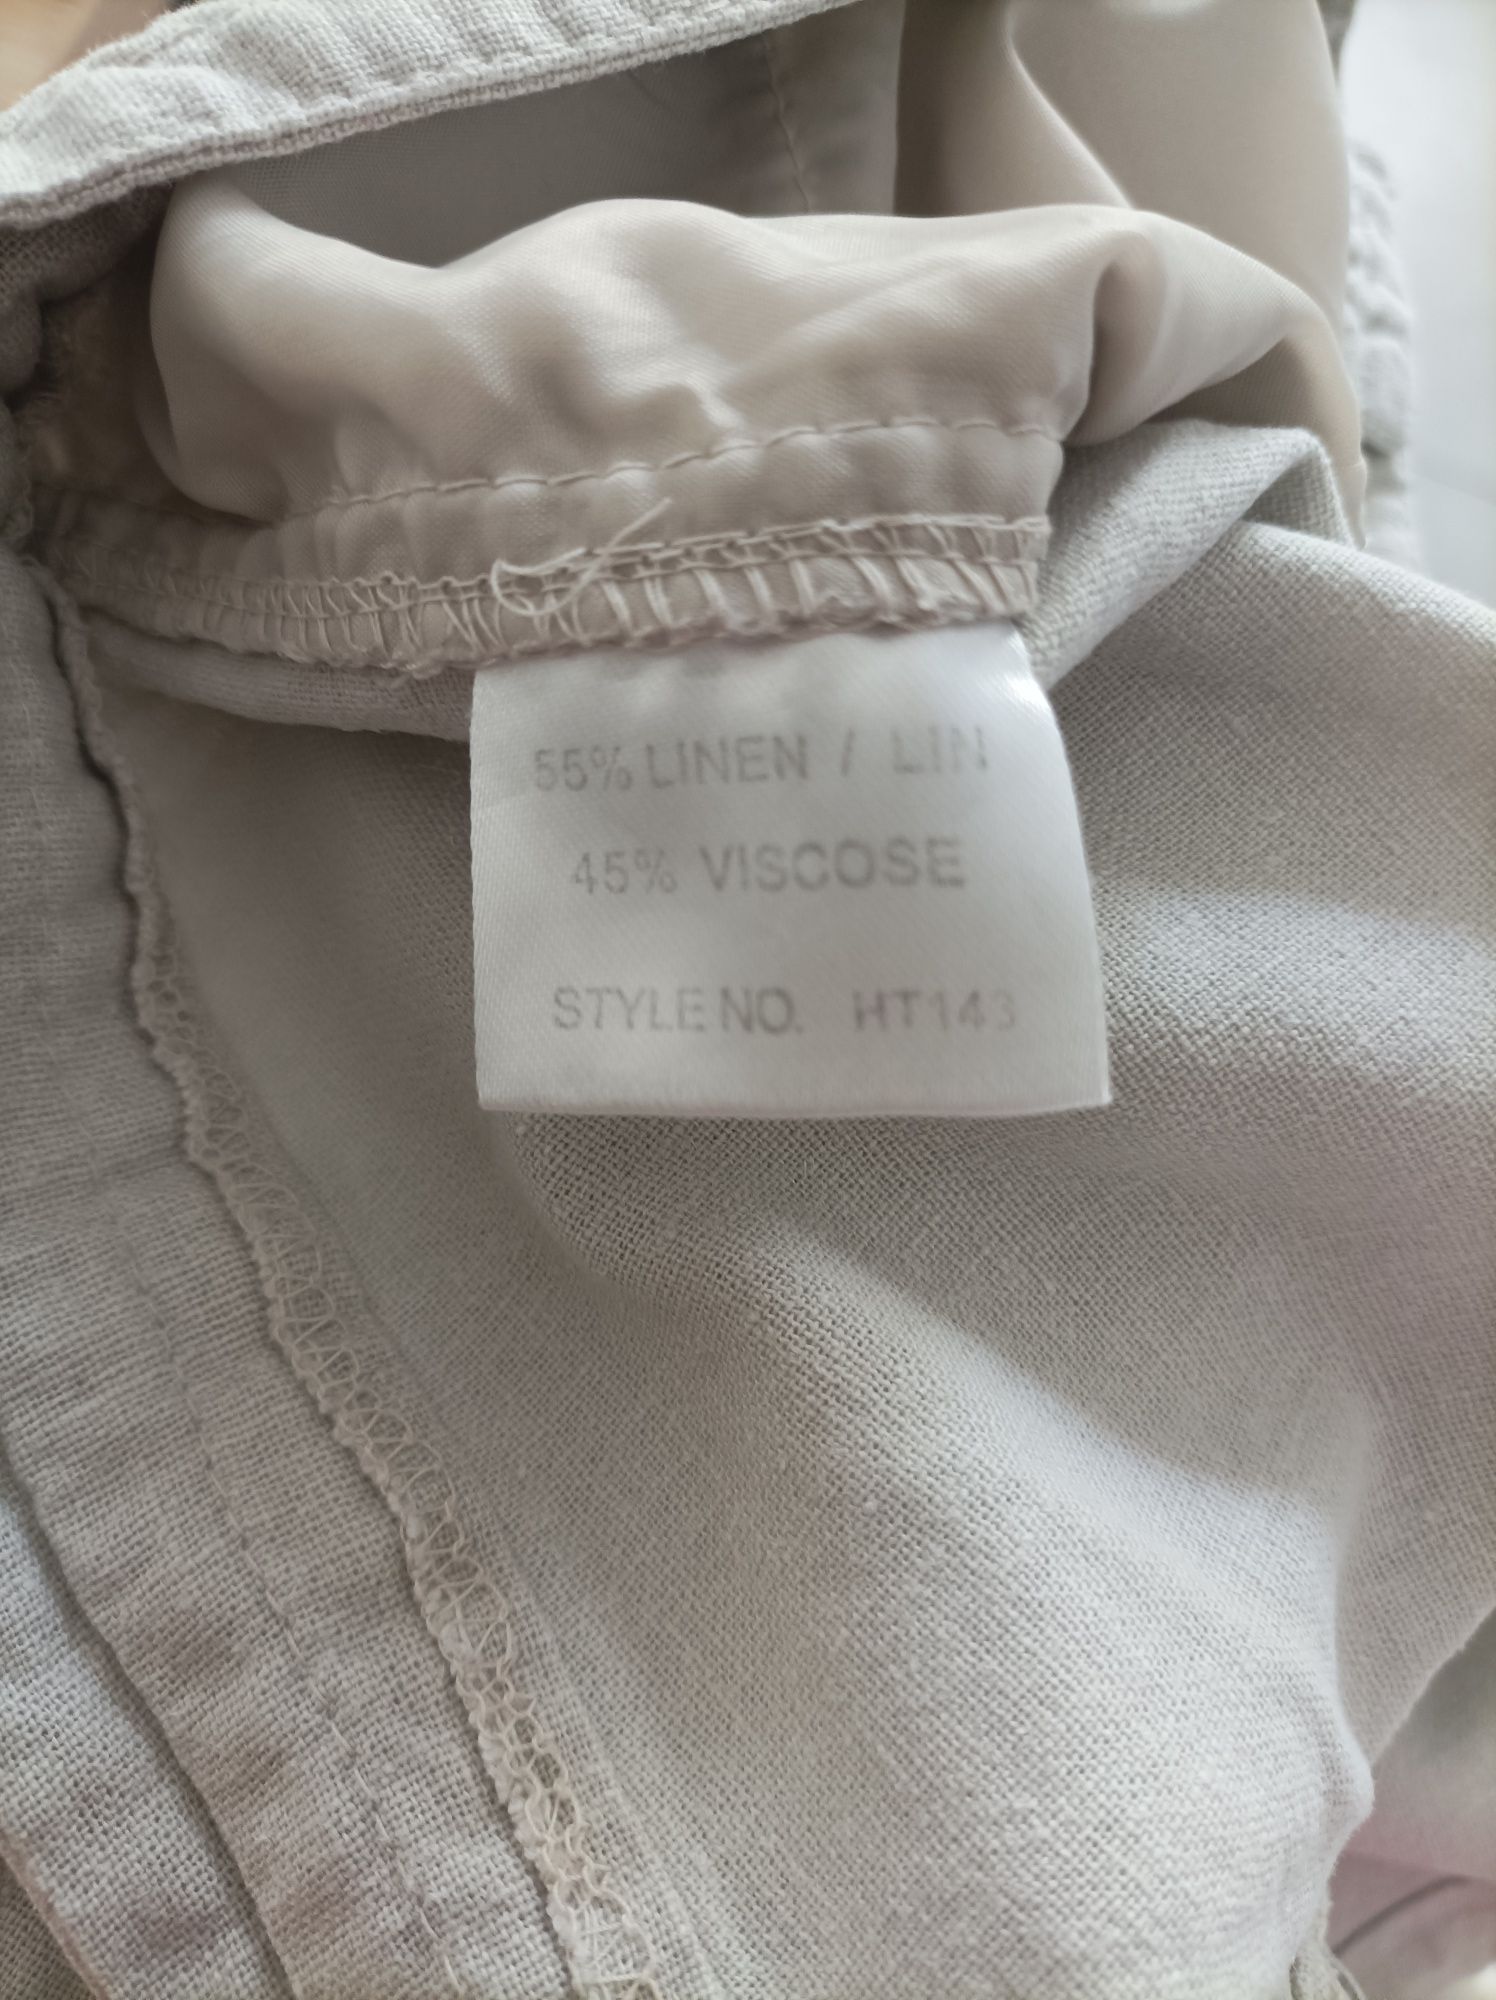 55% LINEN / LIN
45% VISCOSE
STYLE NO. HT143